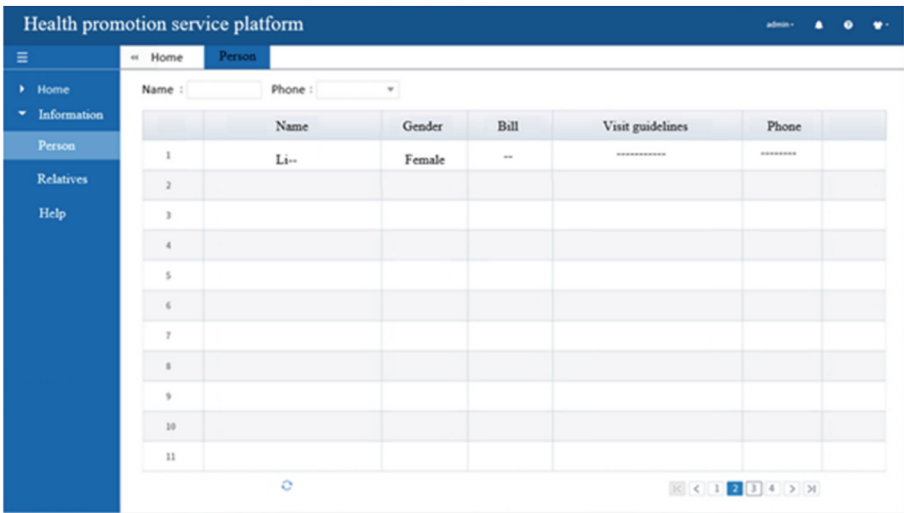 Health promotion service platform admin
« Home Person
Name : Phone :
Home
Information
Person
Relatives
Help
Name Gender Bill Visit guidelines Phone
1 Li-- Female -- ----------- --------
2
3
4
5
6
7
8
9
10
11
1 2 3 4